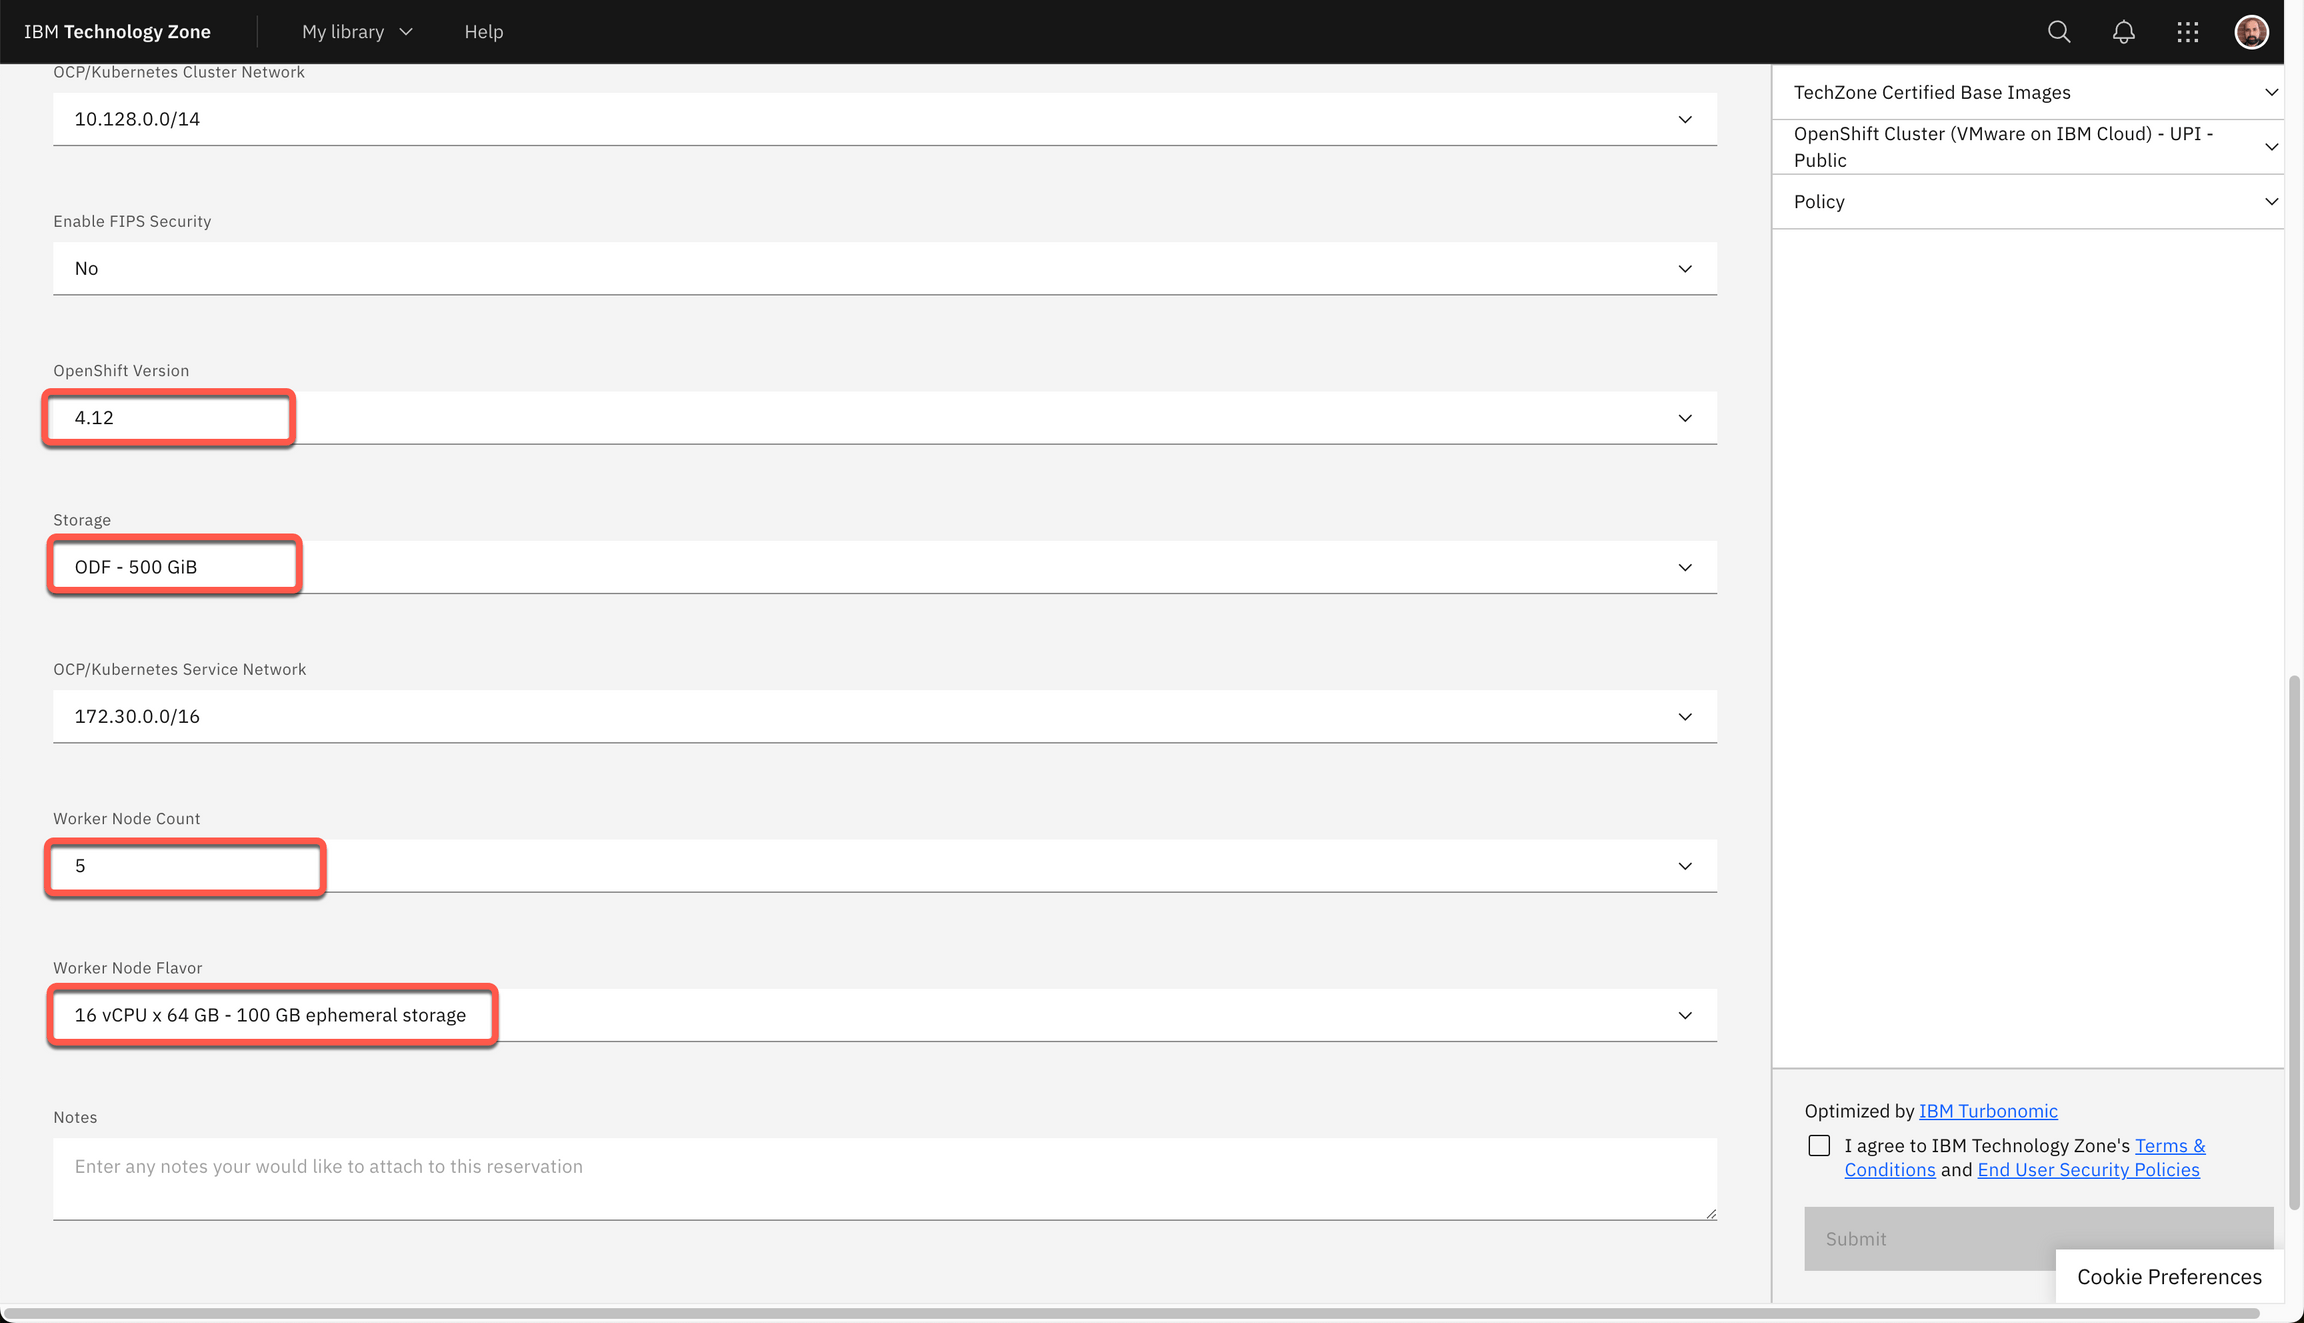 IBM Technology Zone
My library
Help
OCP/Kubernetes Cluster Network
10.128.0.0/14
Enable FIPS Security
No
OpenShift Version
4.12
Storage
ODF - 500 GiB
OCP/Kubernetes Service Network
172.30.0.0/16
Worker Node Count
5
Worker Node Flavor
16 vCPU x 64 GB - 100 GB ephemeral storage
Notes
Enter any notes your would like to attach to this reservation
TechZone Certified Base Images
OpenShift Cluster (VMware on IBM Cloud) - UPI -
Public
Policy
Optimized by IBM Turbonomic
I agree to IBM Technology Zone's Terms &
Conditions and End User Security Policies
Submit
Cookie Preferences